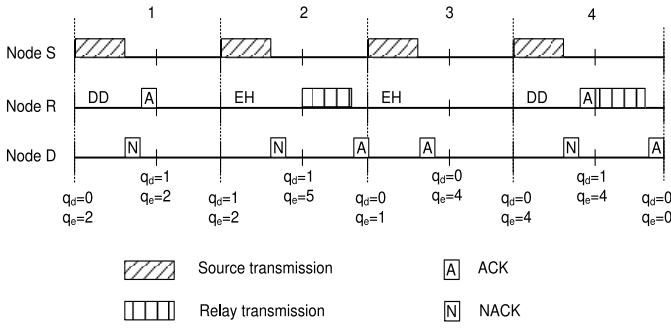 1 2 3 4
Node S
Node R DD A EH EH DD A
Node D N N A A N A
q_d=1 q_d=1 q_d=0 q_d=1
q_e=2 q_e=5 q_e=4 q_e=4
q_d=0 q_d=1 q_d=0 q_d=0 q_d=0
q_e=2 q_e=2 q_e=1 q_e=4 q_e=0
Source transmission A ACK
Relay transmission N NACK